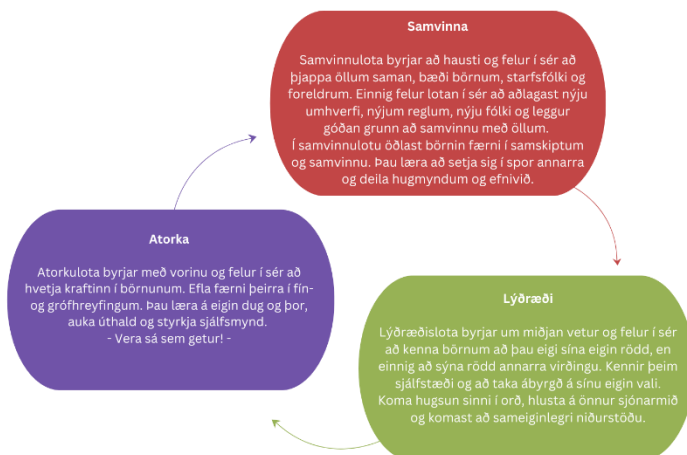 Samvinna
Samvinnulota byrjar að hausti og felur í sér að
þjappa öllum saman, bæði börnum, starfsfólki og
foreldrum. Einnig felur lotan í sér að aðlagast nýju
umhverfi, nýjum reglum, nýju fólki og leggur
góðan grunn að samvinnu með öllum.
Í samvinnulotu öðlast börnin færni í samskiptum
og samvinnu. Þau læra að setja sig í spor annarra
og deila hugmyndum og efnivið.
Atorka
Atorkulota byrjar með vorinu og felur í sér að
hvetja kraftinn í börnunum. Efla færni þeirra í fín-
og grófhreyfingum. Þau læra á eigin dug og þor,
auka úthald og styrkja sjálfsmynd.
- Vera sá sem getur! -
Lýðræði
Lýðræðislota byrjar um miðjan vetur og felur í sér
að kenna börnum að þau eigi sína eigin rödd, en
einnig að sýna rödd annarra virðingu. Kennir þeim
sjálfstæði og að taka ábyrgð á sínu eigin vali.
Koma hugsun sinni í orð, hlusta á önnur sjónarmið
og komast að sameiginlegri niðurstöðu.